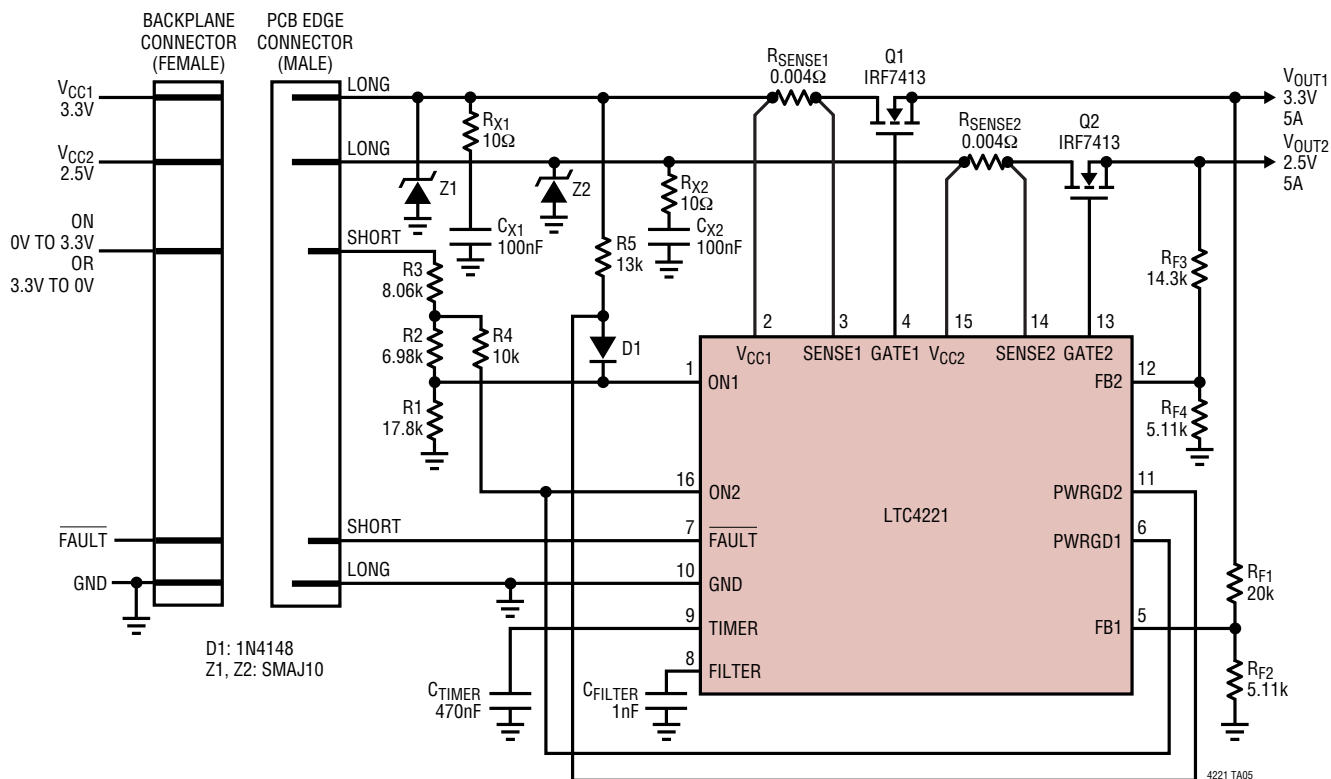 BACKPLANE
CONNECTOR
(FEMALE)
PCB EDGE
CONNECTOR
(MALE)
VCC1
3.3V
VCC2
2.5V
ON
0V TO 3.3V
OR
3.3V TO 0V
FAULT
GND
LONG
LONG
SHORT
SHORT
LONG
D1: 1N4148
Z1, Z2: SMAJ10
Z1
RX1
10Ω
CX1
100nF
Z2
RX2
10Ω
CX2
100nF
R3
8.06k
R2
6.98k
R4
10k
R1
17.8k
R5
13k
D1
RSENSE1
0.004Ω
Q1
IRF7413
RSENSE2
0.004Ω
Q2
IRF7413
VOUT1
3.3V
5A
VOUT2
2.5V
5A
RF3
14.3k
RF4
5.11k
RF1
20k
RF2
5.11k
2 3 4 15 14 13
VCC1 SENSE1 GATE1 VCC2 SENSE2 GATE2
1 ON1
16 ON2
7 FAULT
10 GND
9 TIMER
8 FILTER
LTC4221
FB2 12
PWRGD2 11
PWRGD1 6
FB1 5
CTIMER
470nF
CFILTER
1nF
4221 TA05